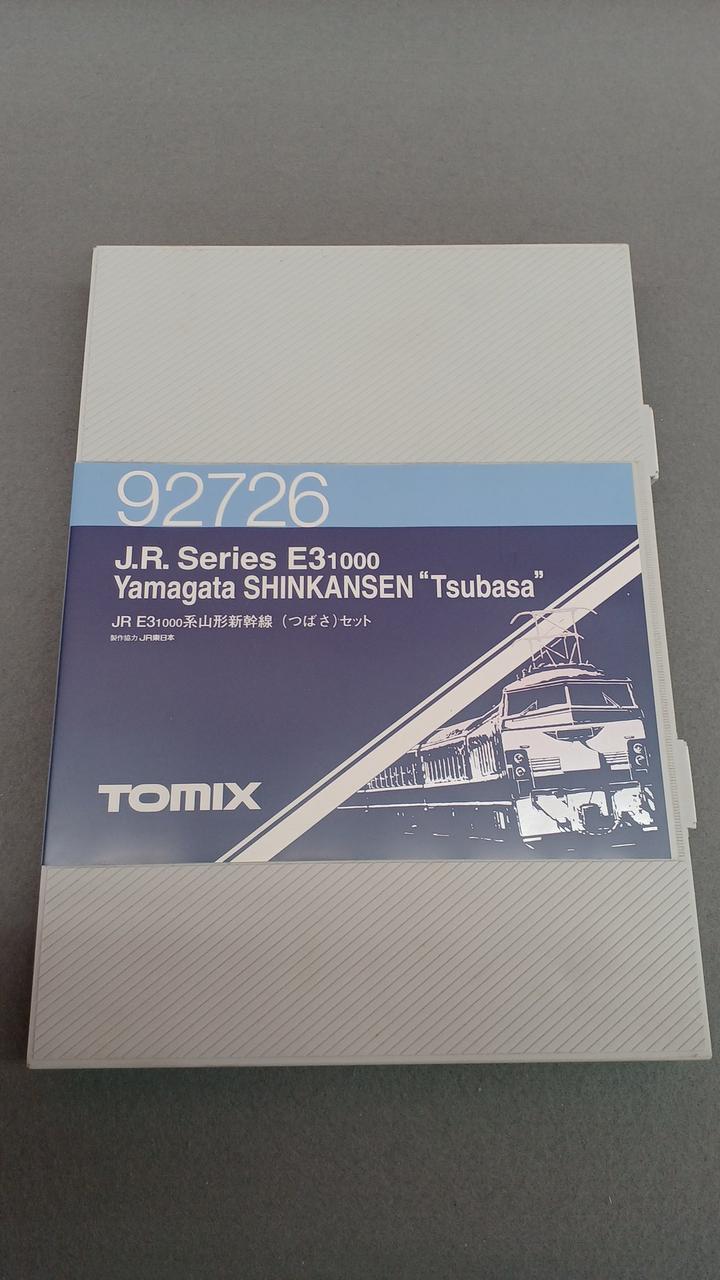 92726
J.R. Series E31000
Yamagata SHINKANSEN “Tsubasa”
JR E31000系山形新幹線（つばさ）セット
製作協力 JR東日本
TOMIX